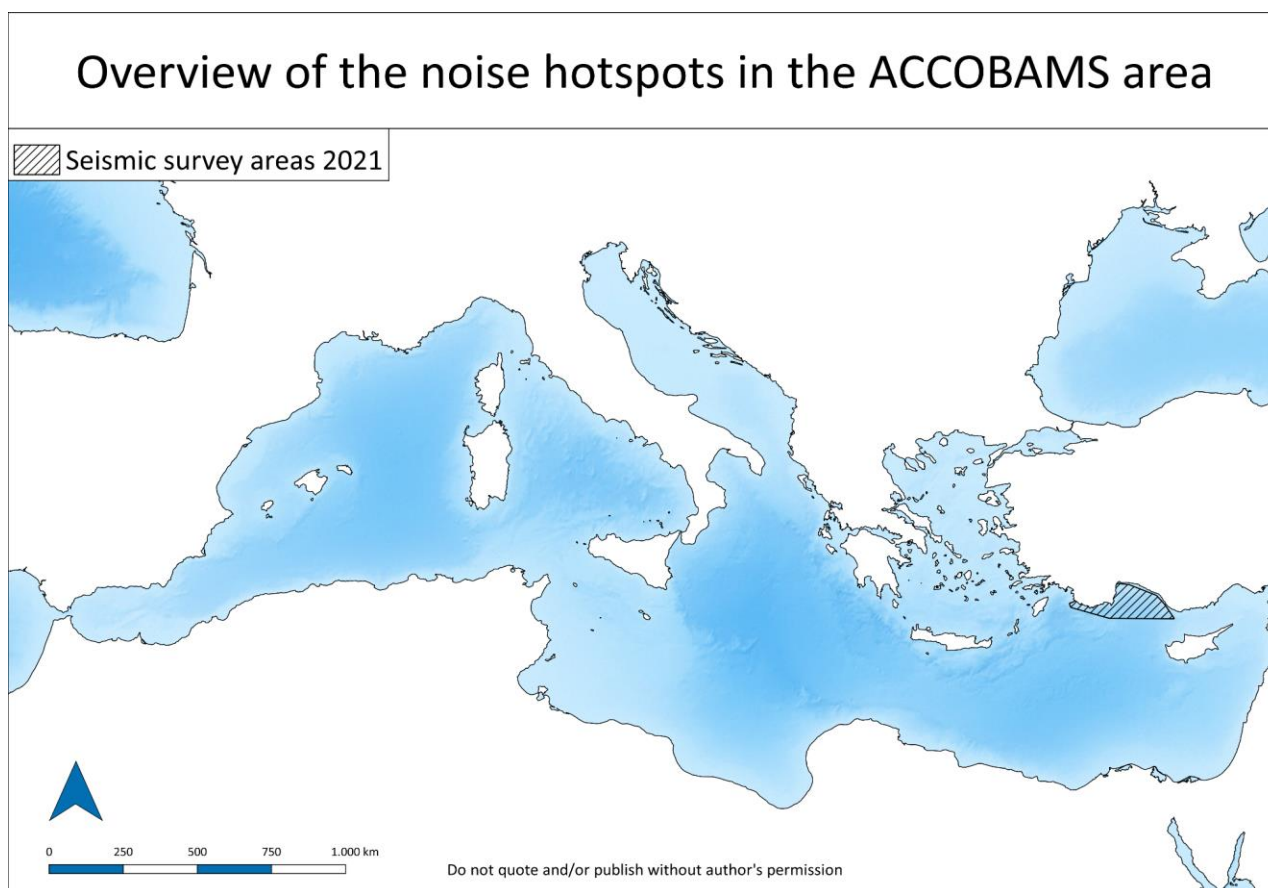 Overview of the noise hotspots in the ACCOBAMS area
Seismic survey areas 2021
0 250 500 750 1.000 km
Do not quote and/or publish without author's permission